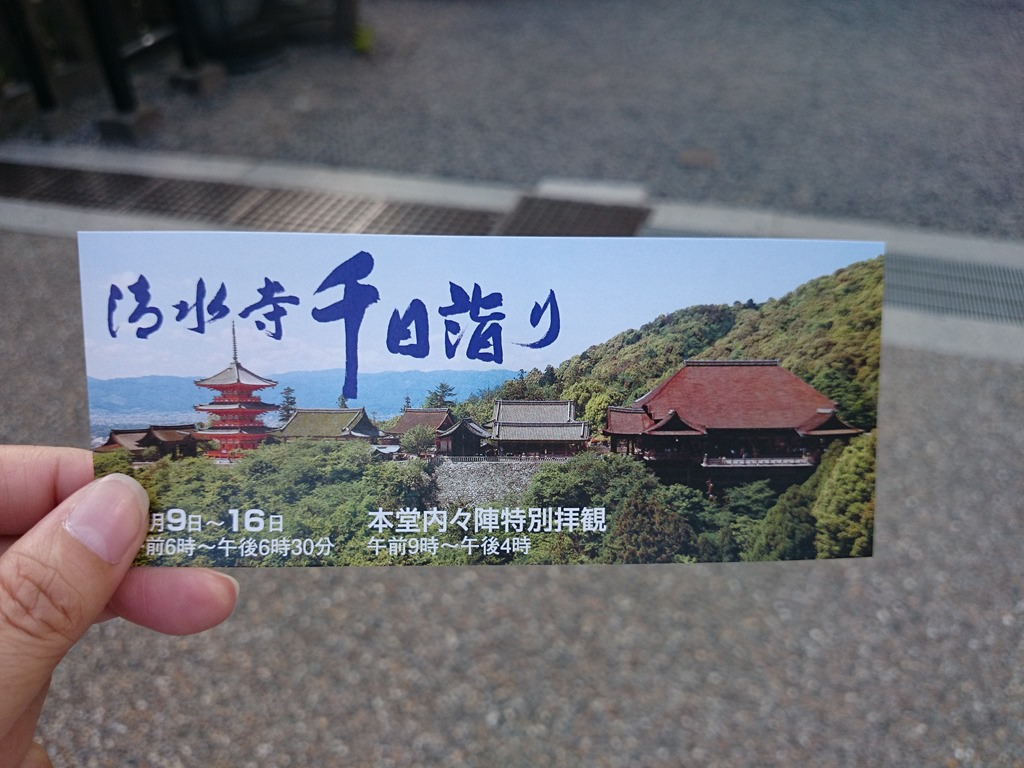 清水寺千日詣り
月9日～16日
前6時～午後6時30分
本堂内々陣特別拝観
午前9時～午後4時